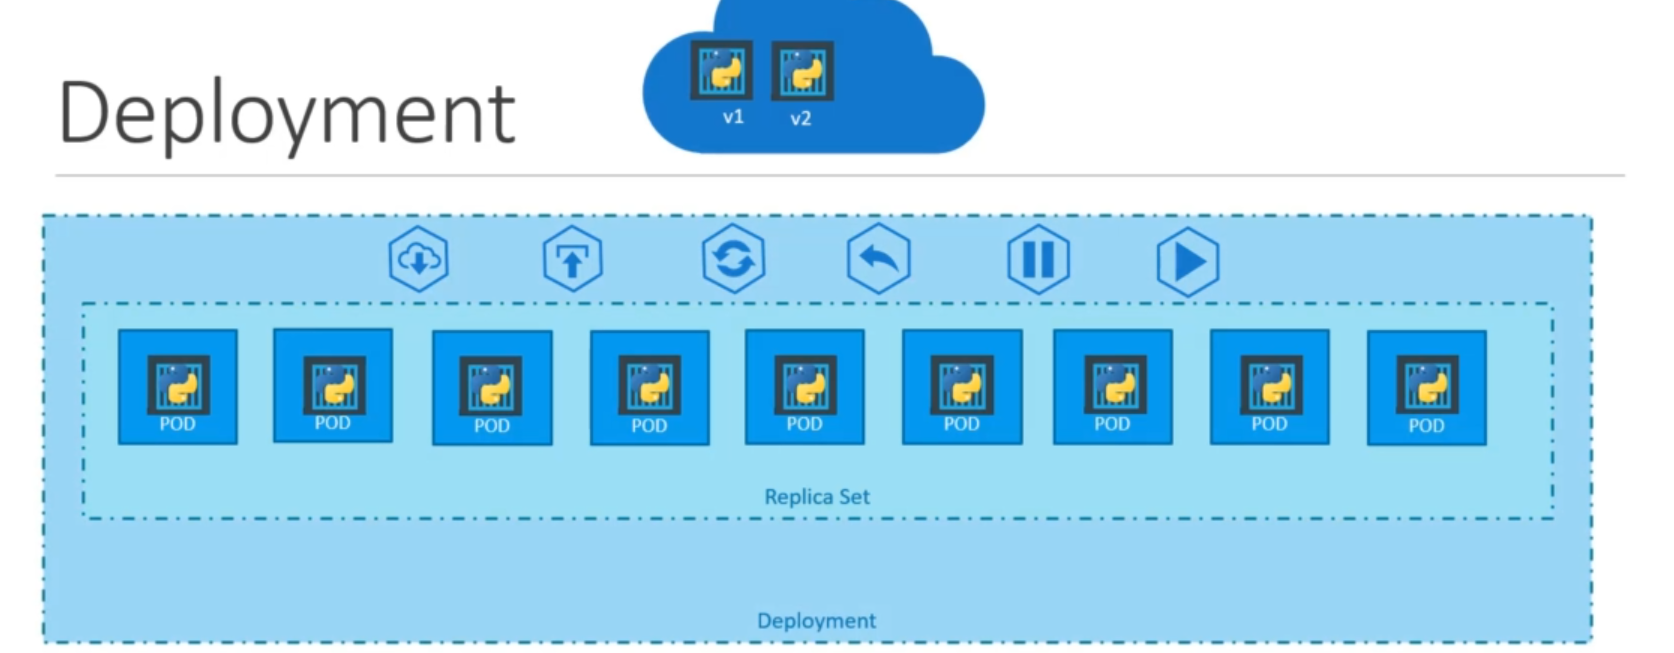 Deployment
v1 v2
POD POD POD POD POD POD POD POD POD
Replica Set
Deployment